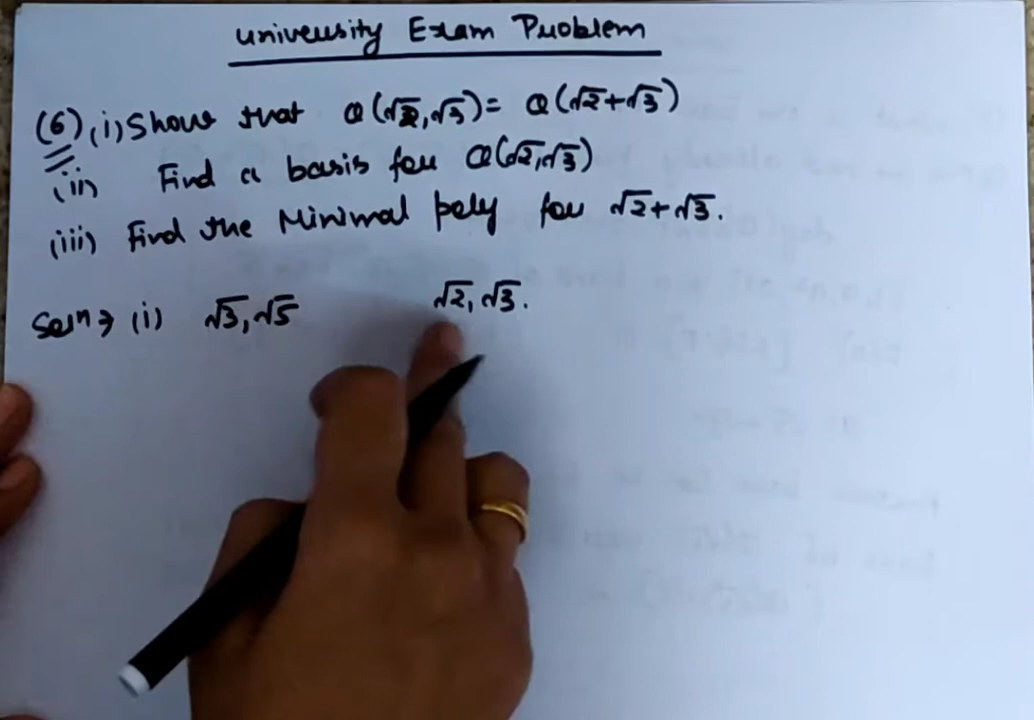 University Exam Problem
(6), (i) Show that Q(√2,√3) = Q(√2+√3)
(ii) Find a basis for Q(√2,√3)
(iii) Find the Minimal poly for √2+√3.
Solⁿ → (i) √3,√5 √2,√3.